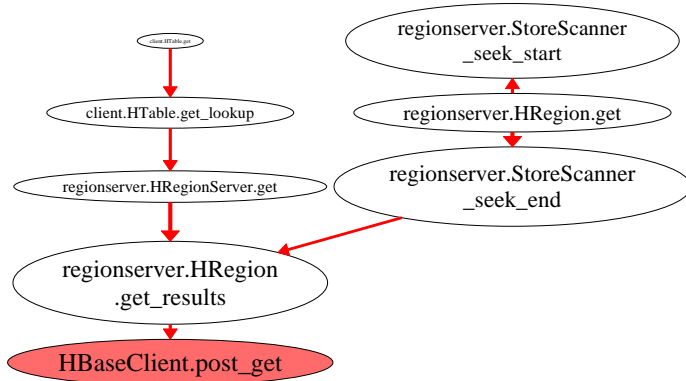 client.HTable.get
regionserver.StoreScanner
_seek_start
client.HTable.get_lookup
regionserver.HRegion.get
regionserver.HRegionServer.get
regionserver.StoreScanner
_seek_end
regionserver.HRegion
.get_results
HBaseClient.post_get